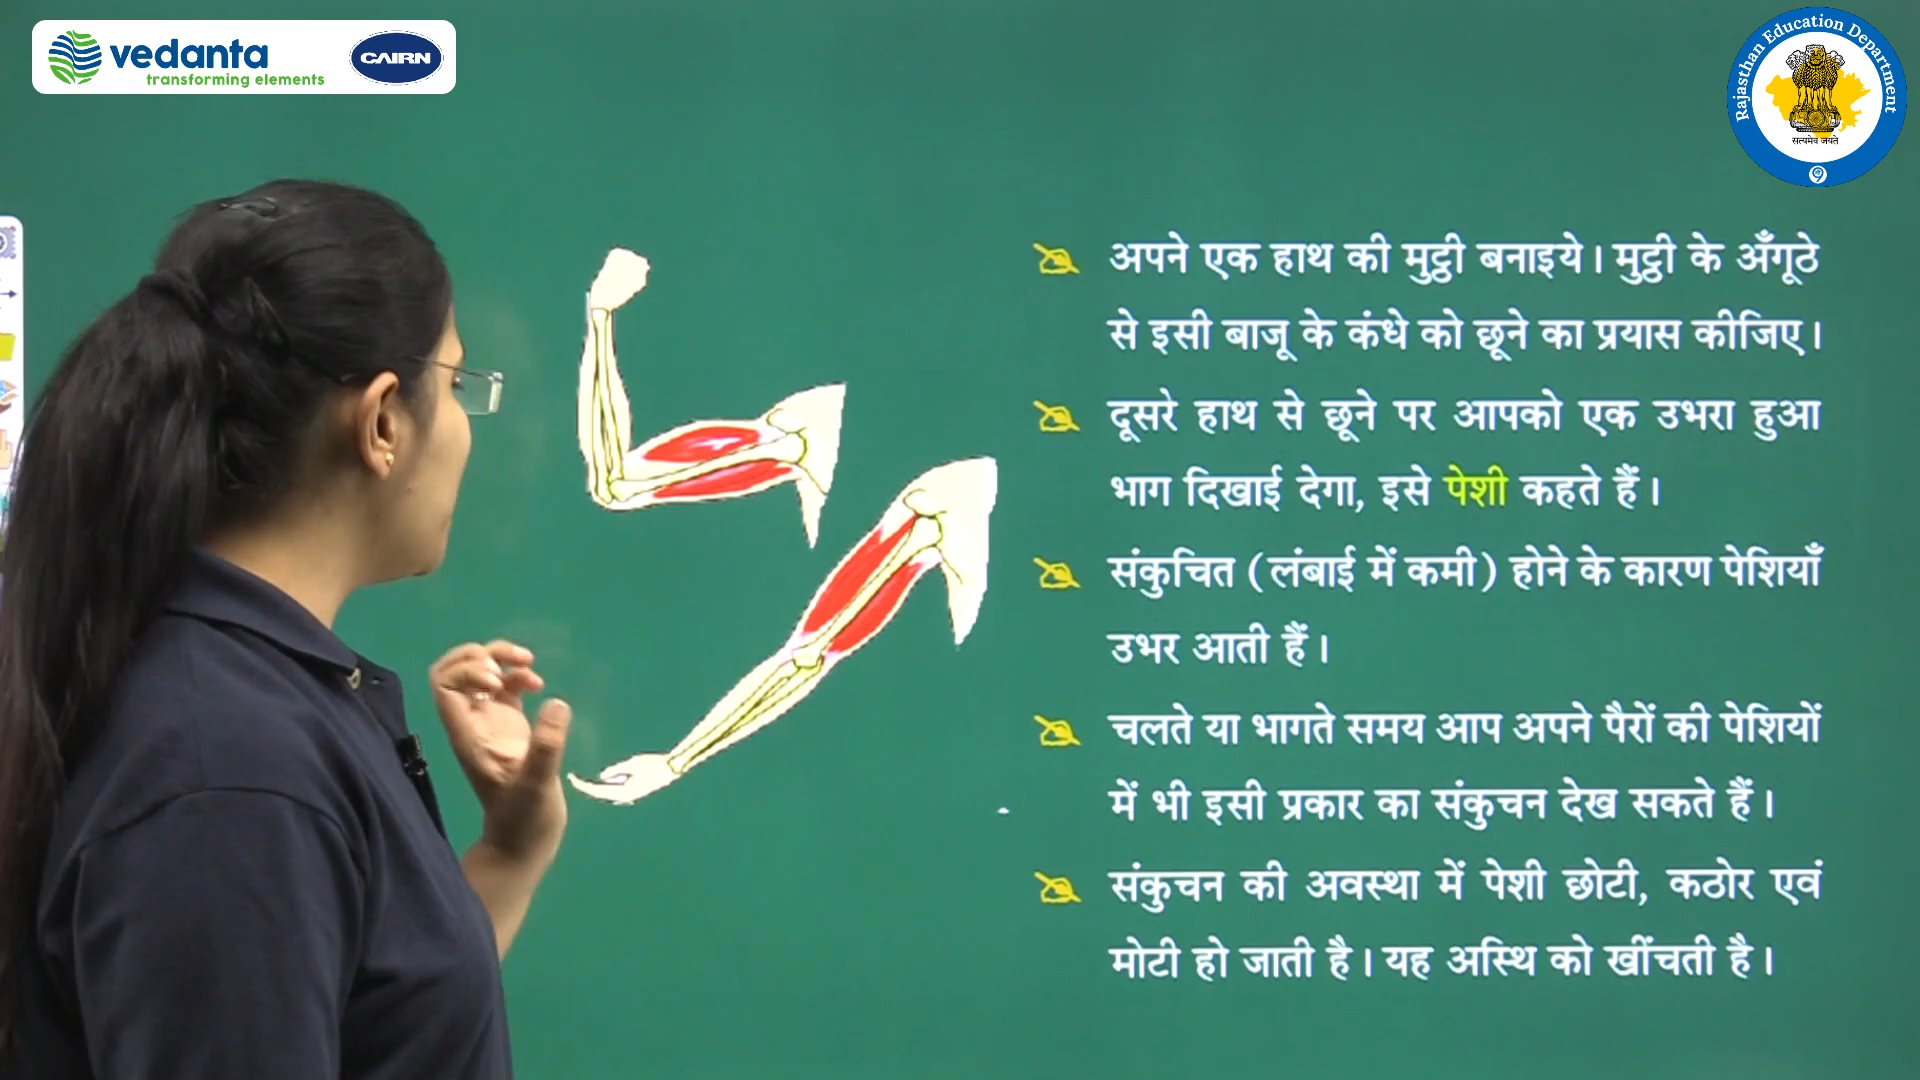 vedanta
transforming elements
CAIRN
Rajasthan Education Department
सत्यमेव जयते
अपने एक हाथ की मुट्ठी बनाइये। मुट्ठी के अँगूठे
से इसी बाजू के कंधे को छूने का प्रयास कीजिए।
दूसरे हाथ से छूने पर आपको एक उभरा हुआ
भाग दिखाई देगा, इसे पेशी कहते हैं।
संकुचित (लंबाई में कमी) होने के कारण पेशियाँ
उभर आती हैं।
चलते या भागते समय आप अपने पैरों की पेशियों
में भी इसी प्रकार का संकुचन देख सकते हैं।
संकुचन की अवस्था में पेशी छोटी, कठोर एवं
मोटी हो जाती है। यह अस्थि को खींचती है।